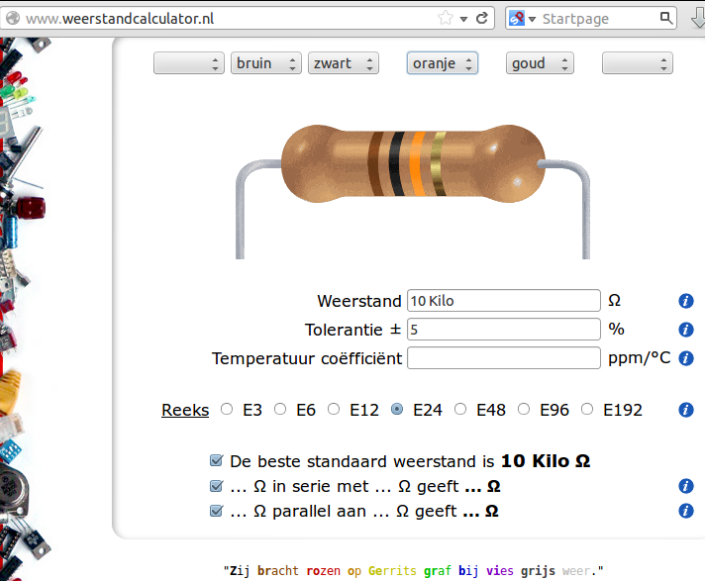 www.weerstandcalculator.nl Startpage
bruin zwart oranje goud
Weerstand 10 Kilo Ω
Tolerantie ± 5 %
Temperatuur coëfficiënt ppm/°C
Reeks E3 E6 E12 E24 E48 E96 E192
De beste standaard weerstand is 10 Kilo Ω
... Ω in serie met ... Ω geeft ... Ω
... Ω parallel aan ... Ω geeft ... Ω
"Zij bracht rozen op Gerrits graf bij vies grijs weer."